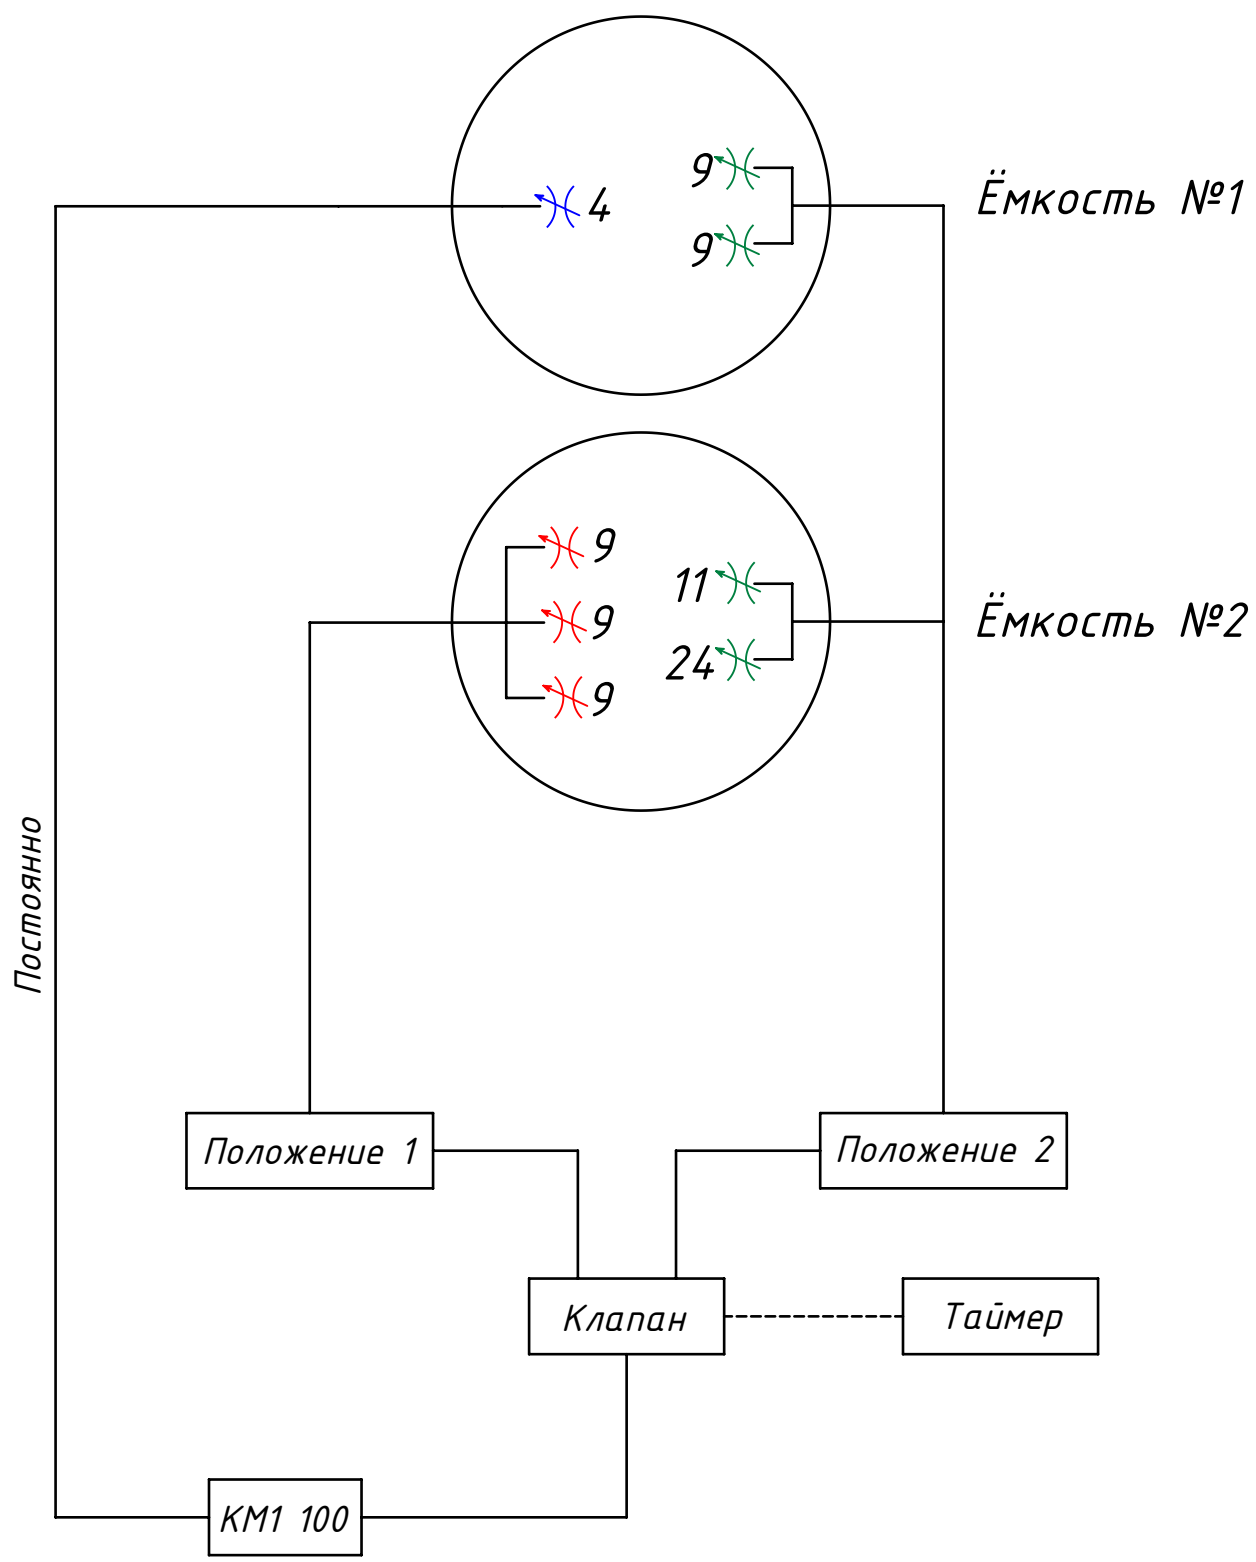 9
4
9
Ёмкость №1
9
9
9
11
24
Ёмкость №2
Постоянно
Положение 1
Положение 2
Клапан
Таймер
КМ1 100